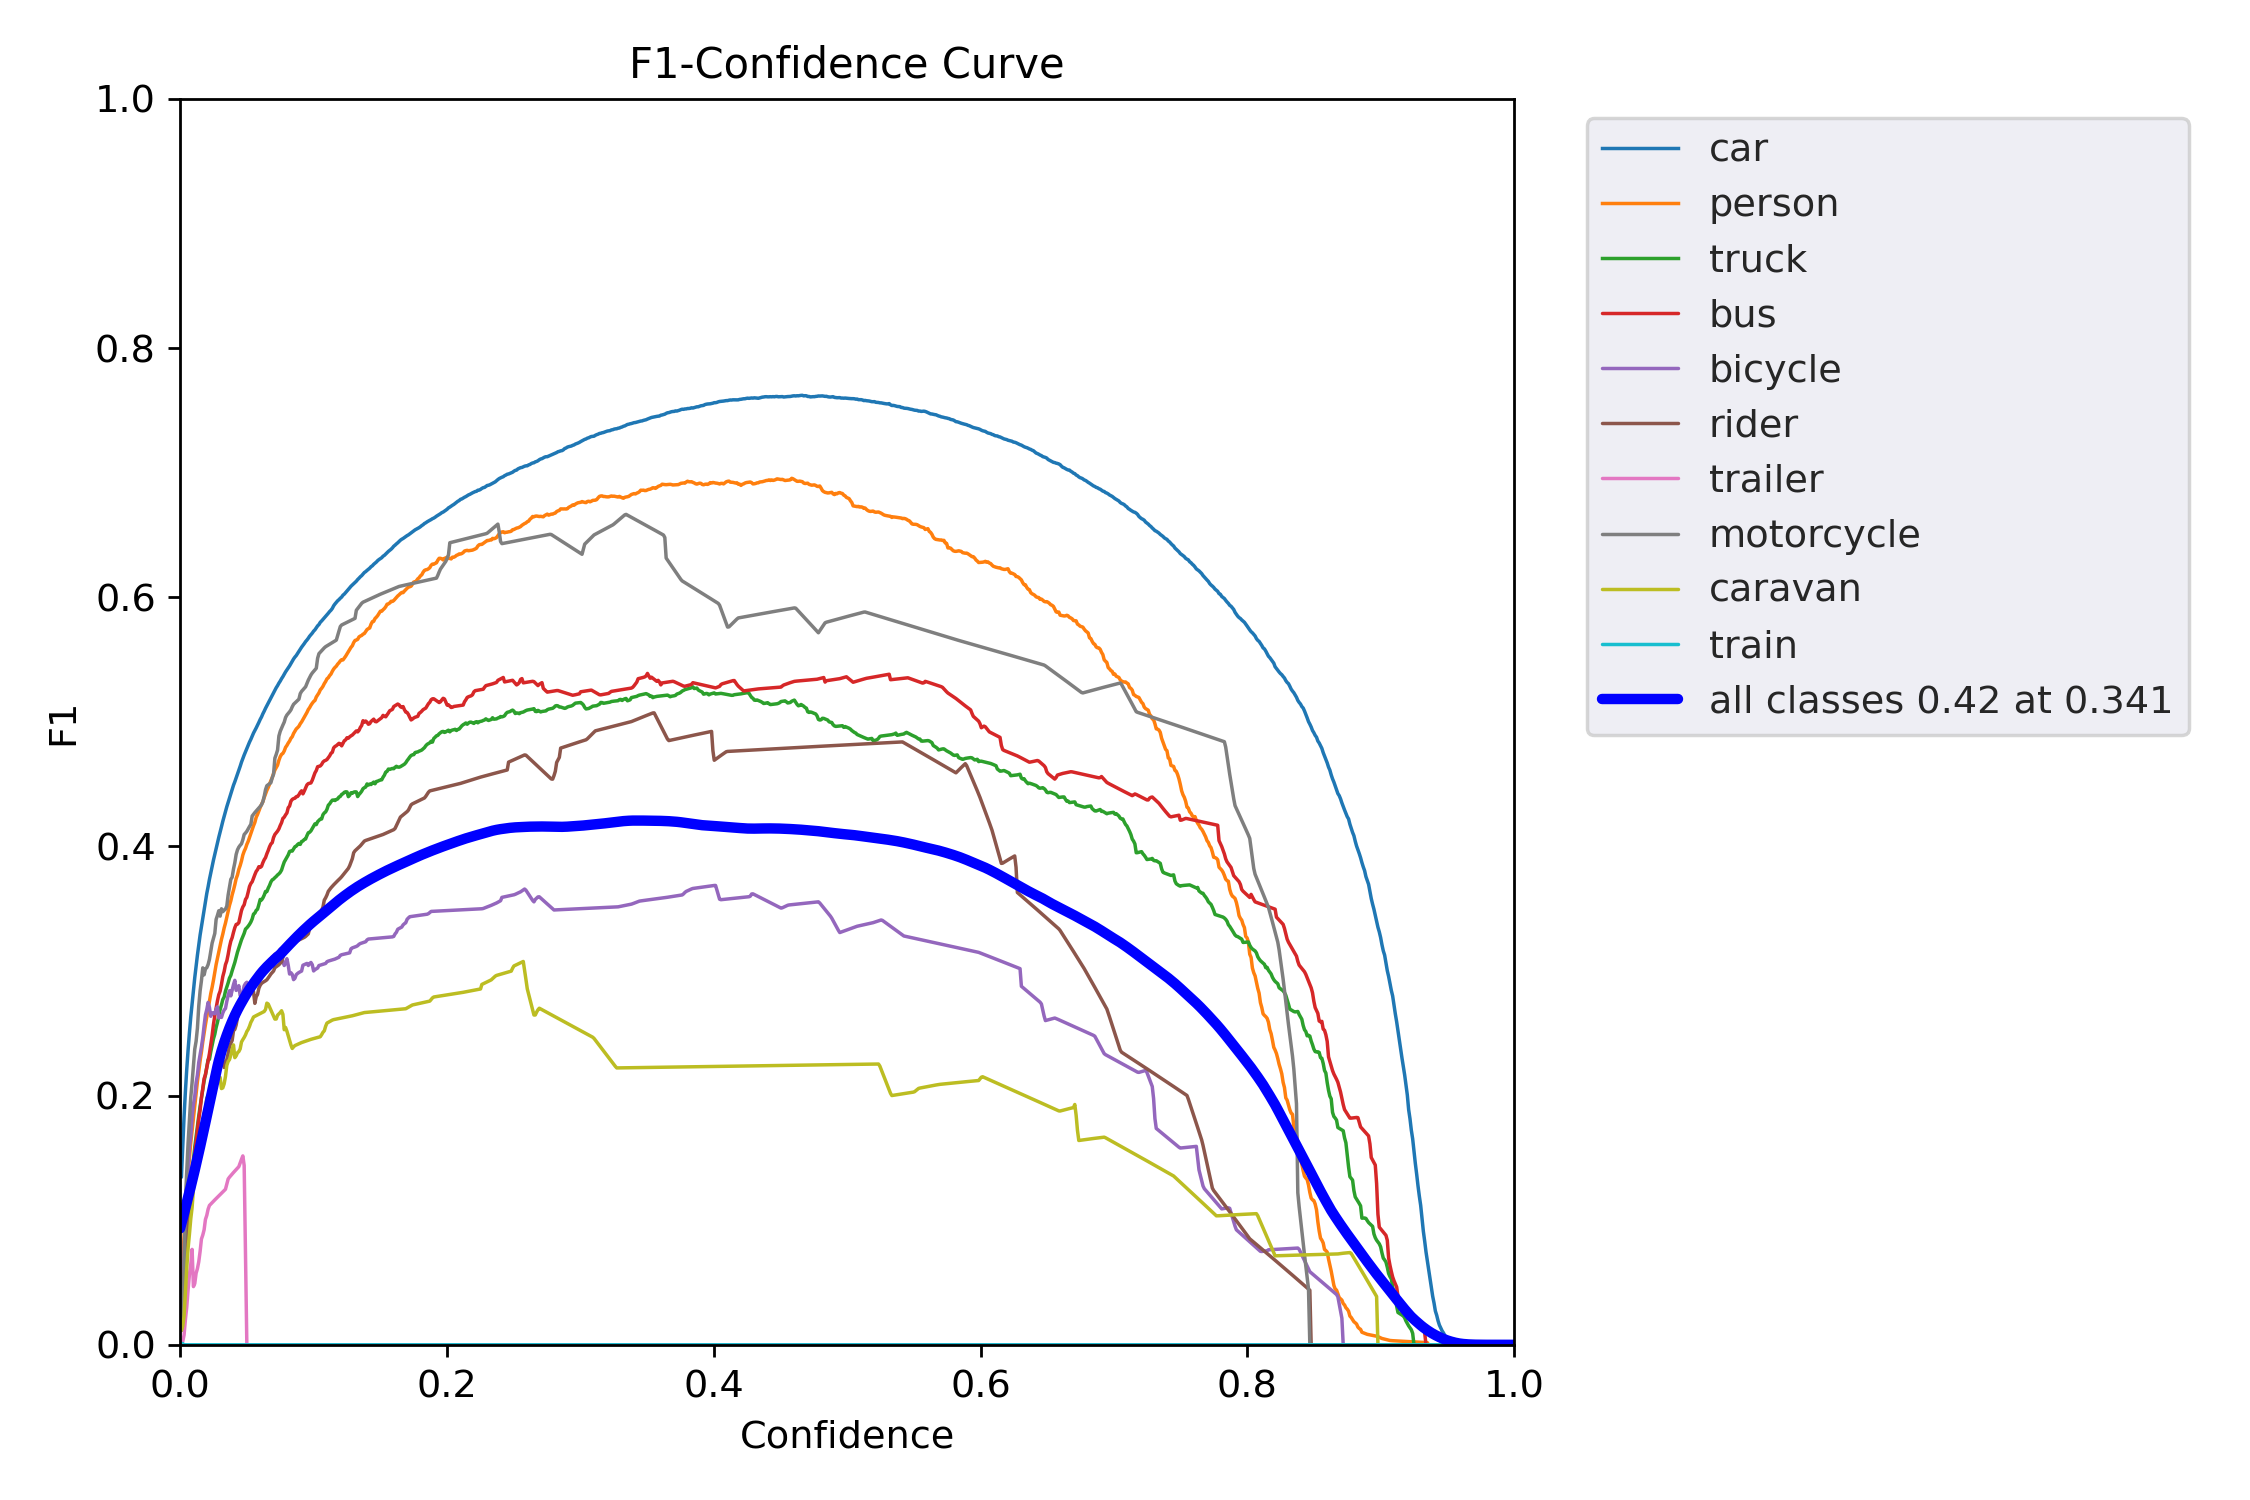 F1-Confidence Curve
1.0
0.8
0.6
0.4
0.2
0.0
F1
0.0 0.2 0.4 0.6 0.8 1.0
Confidence
car
person
truck
bus
bicycle
rider
trailer
motorcycle
caravan
train
all classes 0.42 at 0.341